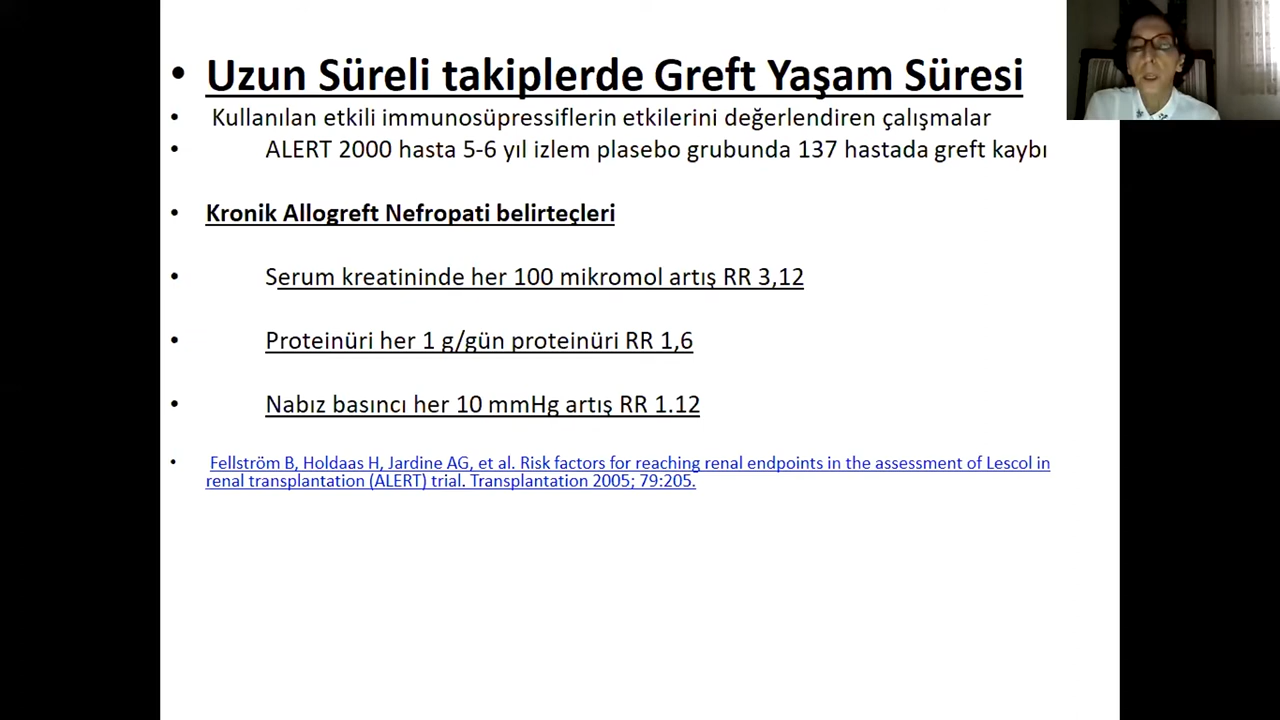 • Uzun Süreli takiplerde Greft Yaşam Süresi
• Kullanılan etkili immunosüpressiflerin etkilerini değerlendiren çalışmalar
• ALERT 2000 hasta 5-6 yıl izlem plasebo grubunda 137 hastada greft kaybı
• Kronik Allogreft Nefropati belirteçleri
• Serum kreatininde her 100 mikromol artış RR 3,12
• Proteinüri her 1 g/gün proteinüri RR 1,6
• Nabız basıncı her 10 mmHg artış RR 1.12
• Fellström B, Holdaas H, Jardine AG, et al. Risk factors for reaching renal endpoints in the assessment of Lescol in
renal transplantation (ALERT) trial. Transplantation 2005; 79:205.